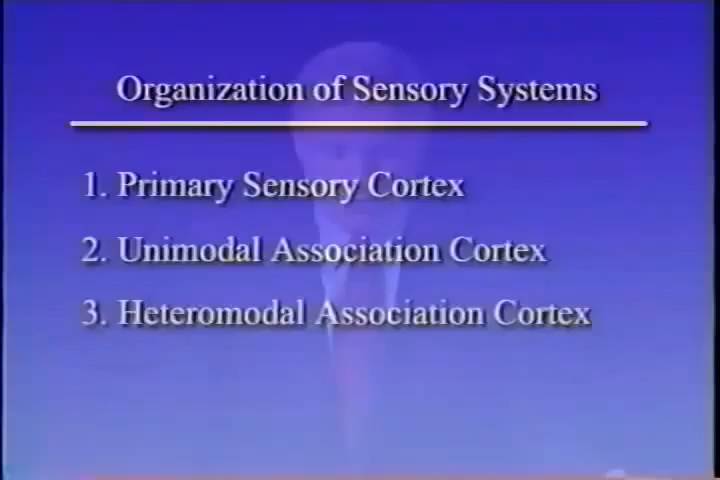 Organization of Sensory Systems
1. Primary Sensory Cortex
2. Unimodal Association Cortex
3. Heteromodal Association Cortex